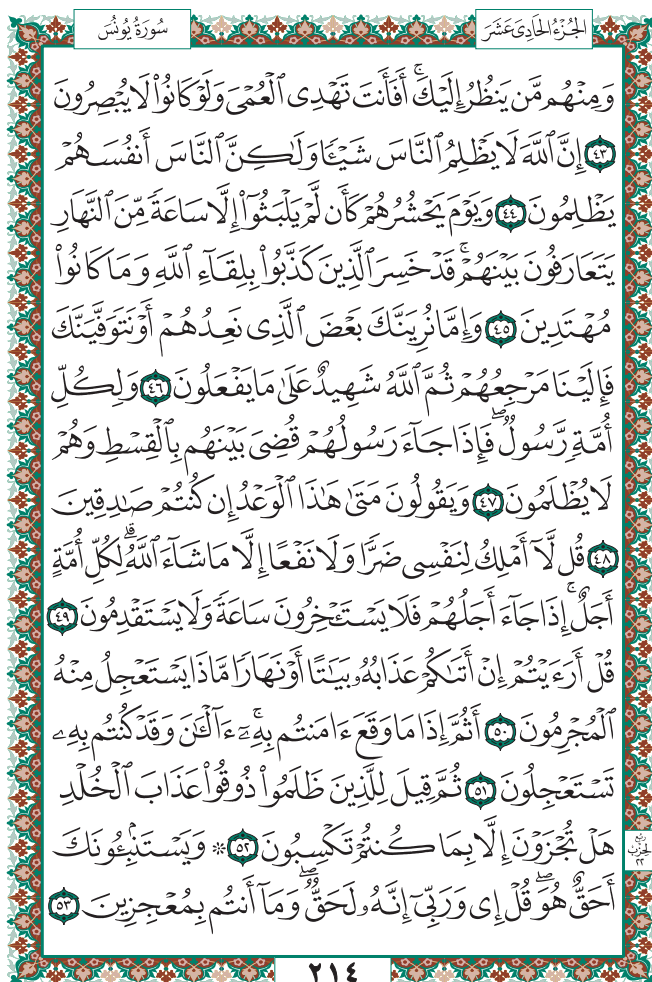 الجُزْءُ الحَادِىَ عَشَرَ
سُورَةُ يُونُسَ
وَمِنْهُم مَّن يَنظُرُ إِلَيْكَ ۚ أَفَأَنتَ تَهْدِى ٱلْعُمْىَ وَلَوْ كَانُوا۟ لَا يُبْصِرُونَ
﴿٤٣﴾ إِنَّ ٱللَّهَ لَا يَظْلِمُ ٱلنَّاسَ شَيْـًٔا وَلَـٰكِنَّ ٱلنَّاسَ أَنفُسَهُمْ
يَظْلِمُونَ ﴿٤٤﴾ وَيَوْمَ يَحْشُرُهُمْ كَأَن لَّمْ يَلْبَثُوٓا۟ إِلَّا سَاعَةً مِّنَ ٱلنَّهَارِ
يَتَعَارَفُونَ بَيْنَهُمْ ۚ قَدْ خَسِرَ ٱلَّذِينَ كَذَّبُوا۟ بِلِقَآءِ ٱللَّهِ وَمَا كَانُوا۟
مُهْتَدِينَ ﴿٤٥﴾ وَإِمَّا نُرِيَنَّكَ بَعْضَ ٱلَّذِى نَعِدُهُمْ أَوْ نَتَوَفَّيَنَّكَ
فَإِلَيْنَا مَرْجِعُهُمْ ثُمَّ ٱللَّهُ شَهِيدٌ عَلَىٰ مَا يَفْعَلُونَ ﴿٤٦﴾ وَلِكُلِّ
أُمَّةٍ رَّسُولٌ ۖ فَإِذَا جَآءَ رَسُولُهُمْ قُضِىَ بَيْنَهُم بِٱلْقِسْطِ وَهُمْ
لَا يُظْلَمُونَ ﴿٤٧﴾ وَيَقُولُونَ مَتَىٰ هَـٰذَا ٱلْوَعْدُ إِن كُنتُمْ صَـٰدِقِينَ
﴿٤٨﴾ قُل لَّآ أَمْلِكُ لِنَفْسِى ضَرًّا وَلَا نَفْعًا إِلَّا مَا شَآءَ ٱللَّهُ ۗ لِكُلِّ أُمَّةٍ
أَجَلٌ ۚ إِذَا جَآءَ أَجَلُهُمْ فَلَا يَسْتَـْٔخِرُونَ سَاعَةً وَلَا يَسْتَقْدِمُونَ ﴿٤٩﴾
قُلْ أَرَءَيْتُمْ إِنْ أَتَىٰكُمْ عَذَابُهُۥ بَيَـٰتًا أَوْ نَهَارًا مَّاذَا يَسْتَعْجِلُ مِنْهُ
ٱلْمُجْرِمُونَ ﴿٥٠﴾ أَثُمَّ إِذَا مَا وَقَعَ ءَامَنتُم بِهِۦٓ ۚ ءَآلْـَٔـٰنَ وَقَدْ كُنتُم بِهِۦ
تَسْتَعْجِلُونَ ﴿٥١﴾ ثُمَّ قِيلَ لِلَّذِينَ ظَلَمُوا۟ ذُوقُوا۟ عَذَابَ ٱلْخُلْدِ
هَلْ تُجْزَوْنَ إِلَّا بِمَا كُنتُمْ تَكْسِبُونَ ﴿٥٢﴾ ۞ وَيَسْتَنۢبِـُٔونَكَ
أَحَقٌّ هُوَ ۖ قُلْ إِى وَرَبِّىٓ إِنَّهُۥ لَحَقٌّ ۖ وَمَآ أَنتُم بِمُعْجِزِينَ ﴿٥٣﴾
ربع
الحزب
٢٢
٢١٤